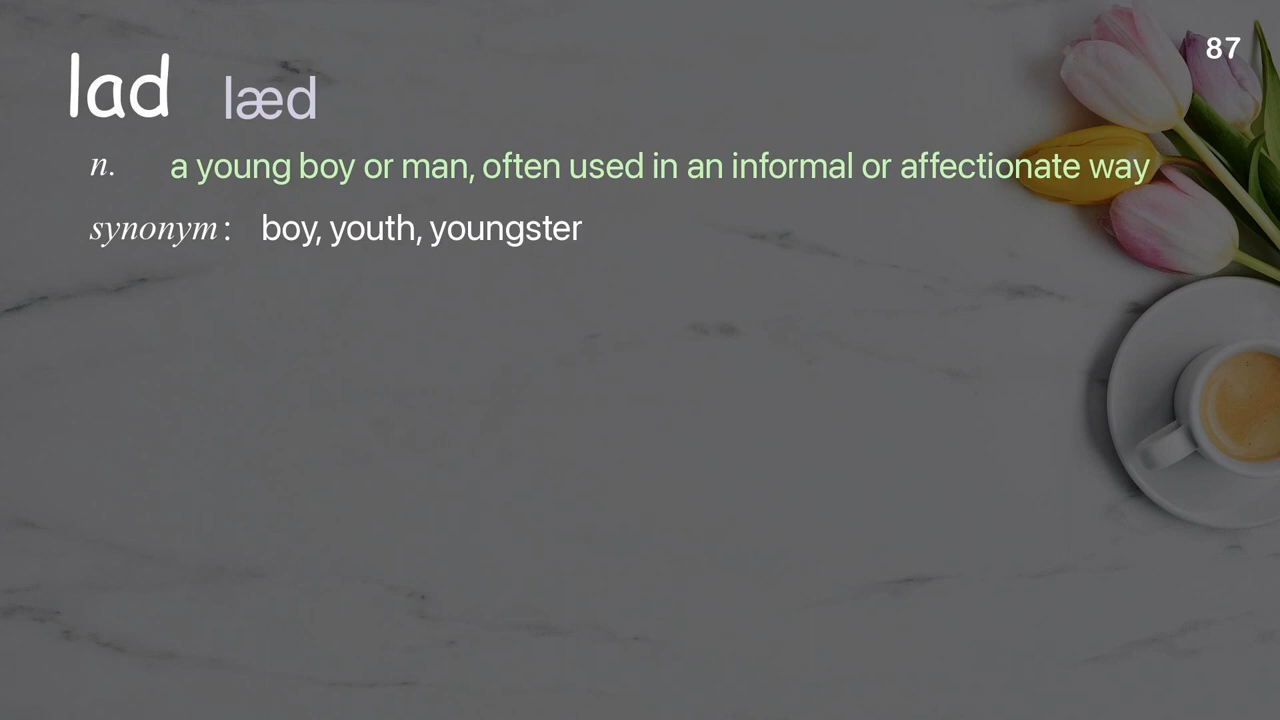 87
lad læd
n. a young boy or man, often used in an informal or affectionate way
synonym : boy, youth, youngster